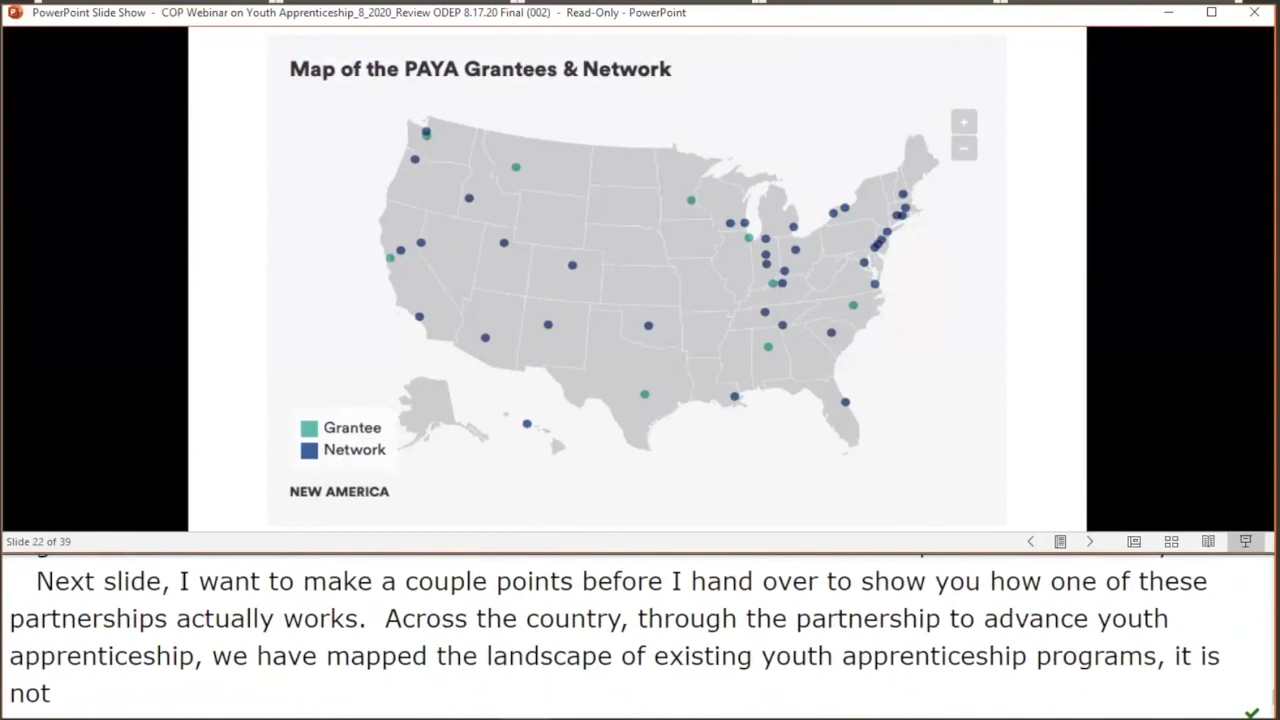 PowerPoint Slide Show - COP Webinar on Youth Apprenticeship_8_2020_Review ODEP 8.17.20 Final (002) - Read-Only - PowerPoint
Map of the PAYA Grantees & Network
+
−
Grantee
Network
NEW AMERICA
Slide 22 of 39
Next slide, I want to make a couple points before I hand over to show you how one of these
partnerships actually works. Across the country, through the partnership to advance youth
apprenticeship, we have mapped the landscape of existing youth apprenticeship programs, it is
not